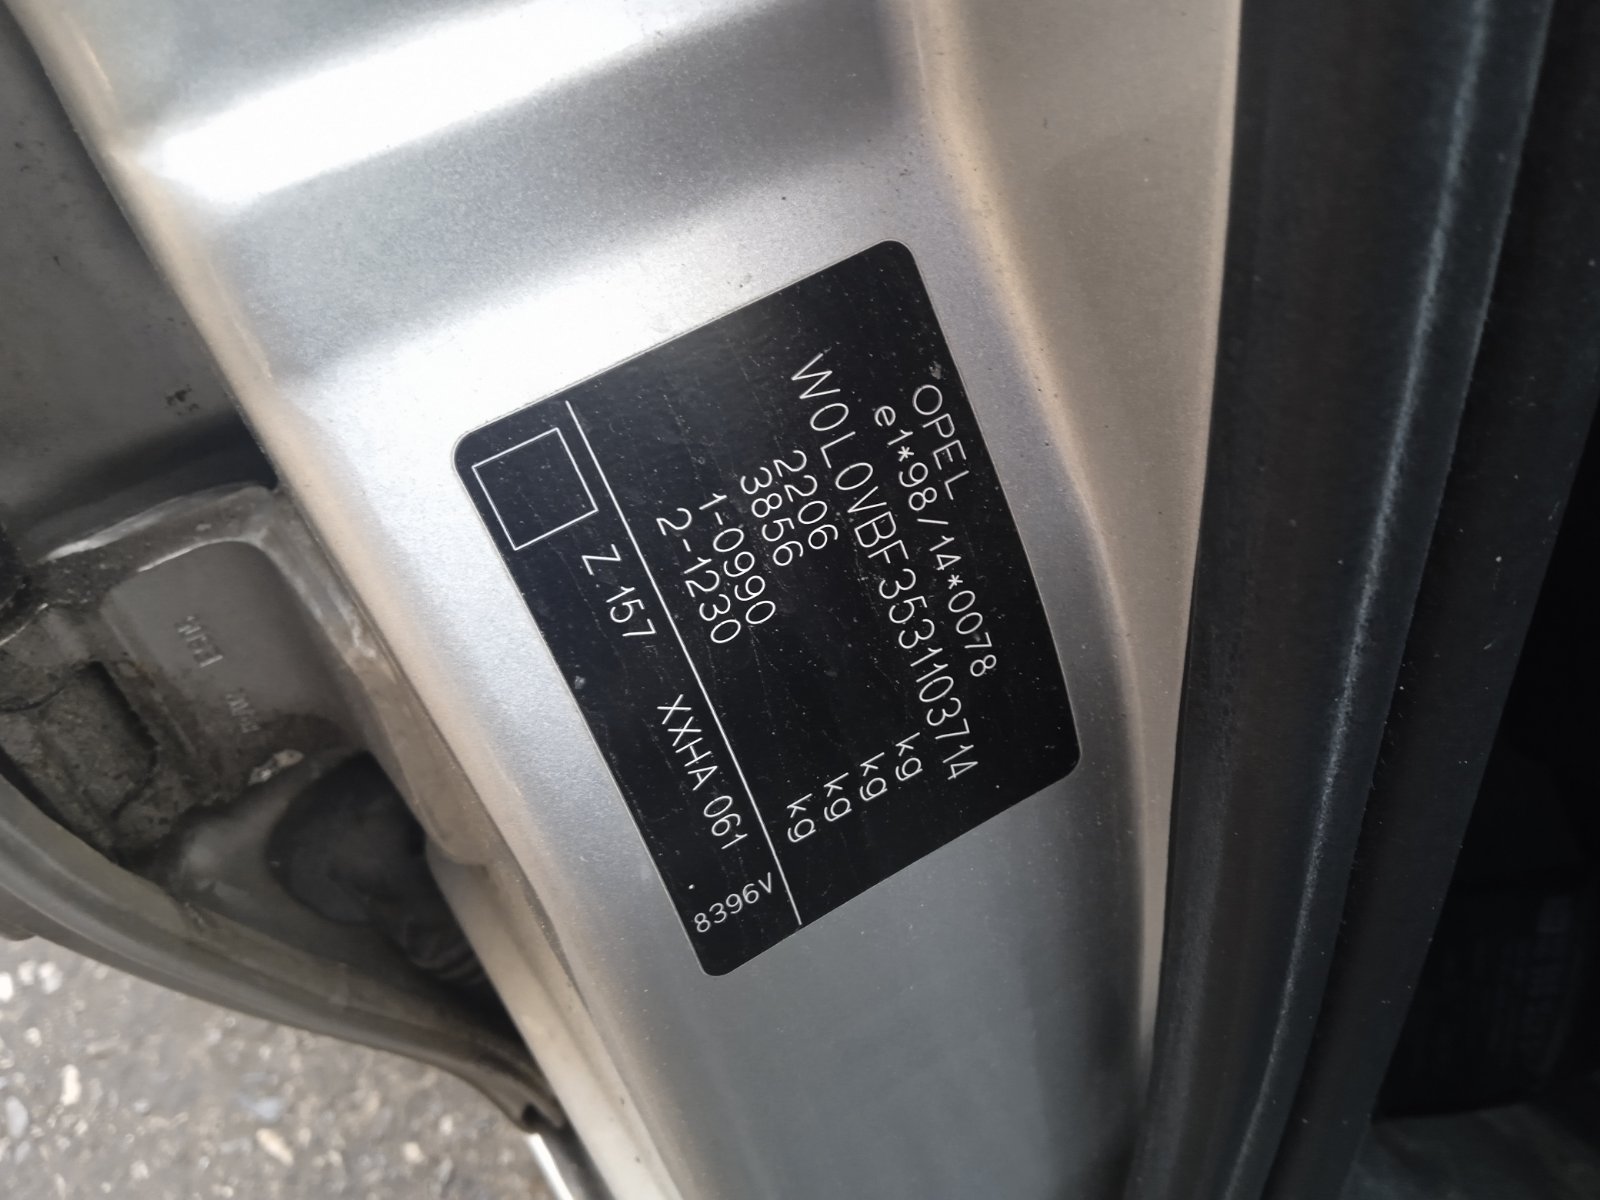 OPEL
e1*98/14*0078
W0L0VBF3531103714
2206 kg
3856 kg
1-0990 kg
2-1230 kg
Z 157 XXHA 061
8396V